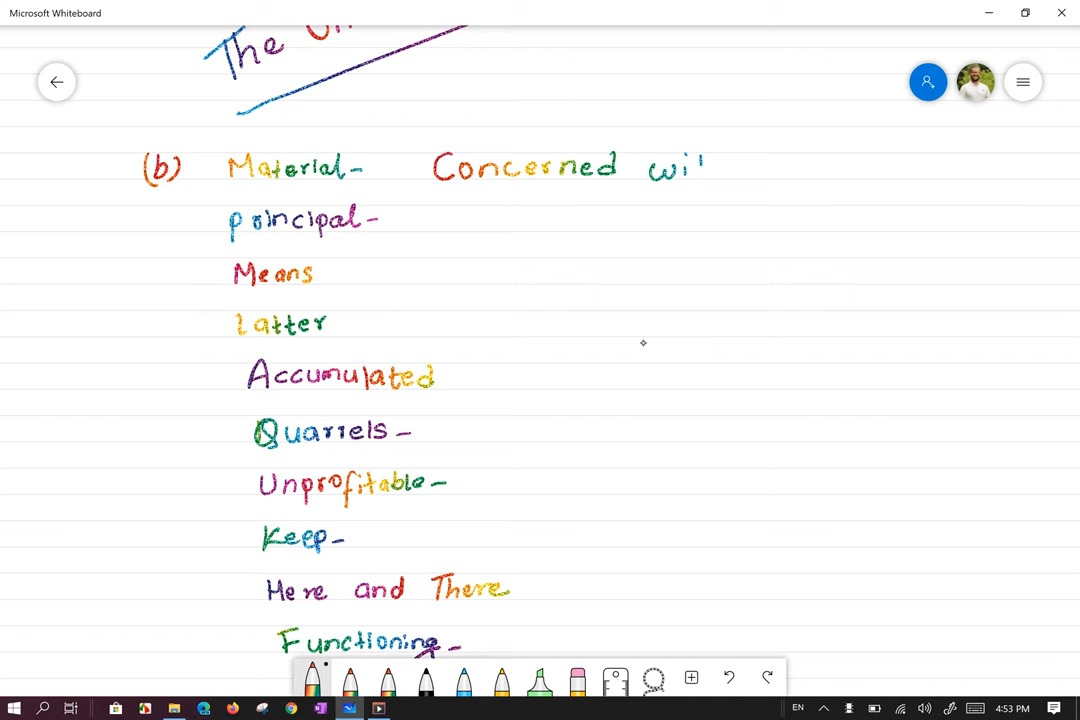 Microsoft Whiteboard
The
(b) Material- Concerned wi
principal-
Means
Latter
Accumulated
Quarrels-
Unprofitable-
Keep-
Here and There
Functioning-
EN 4:53 PM